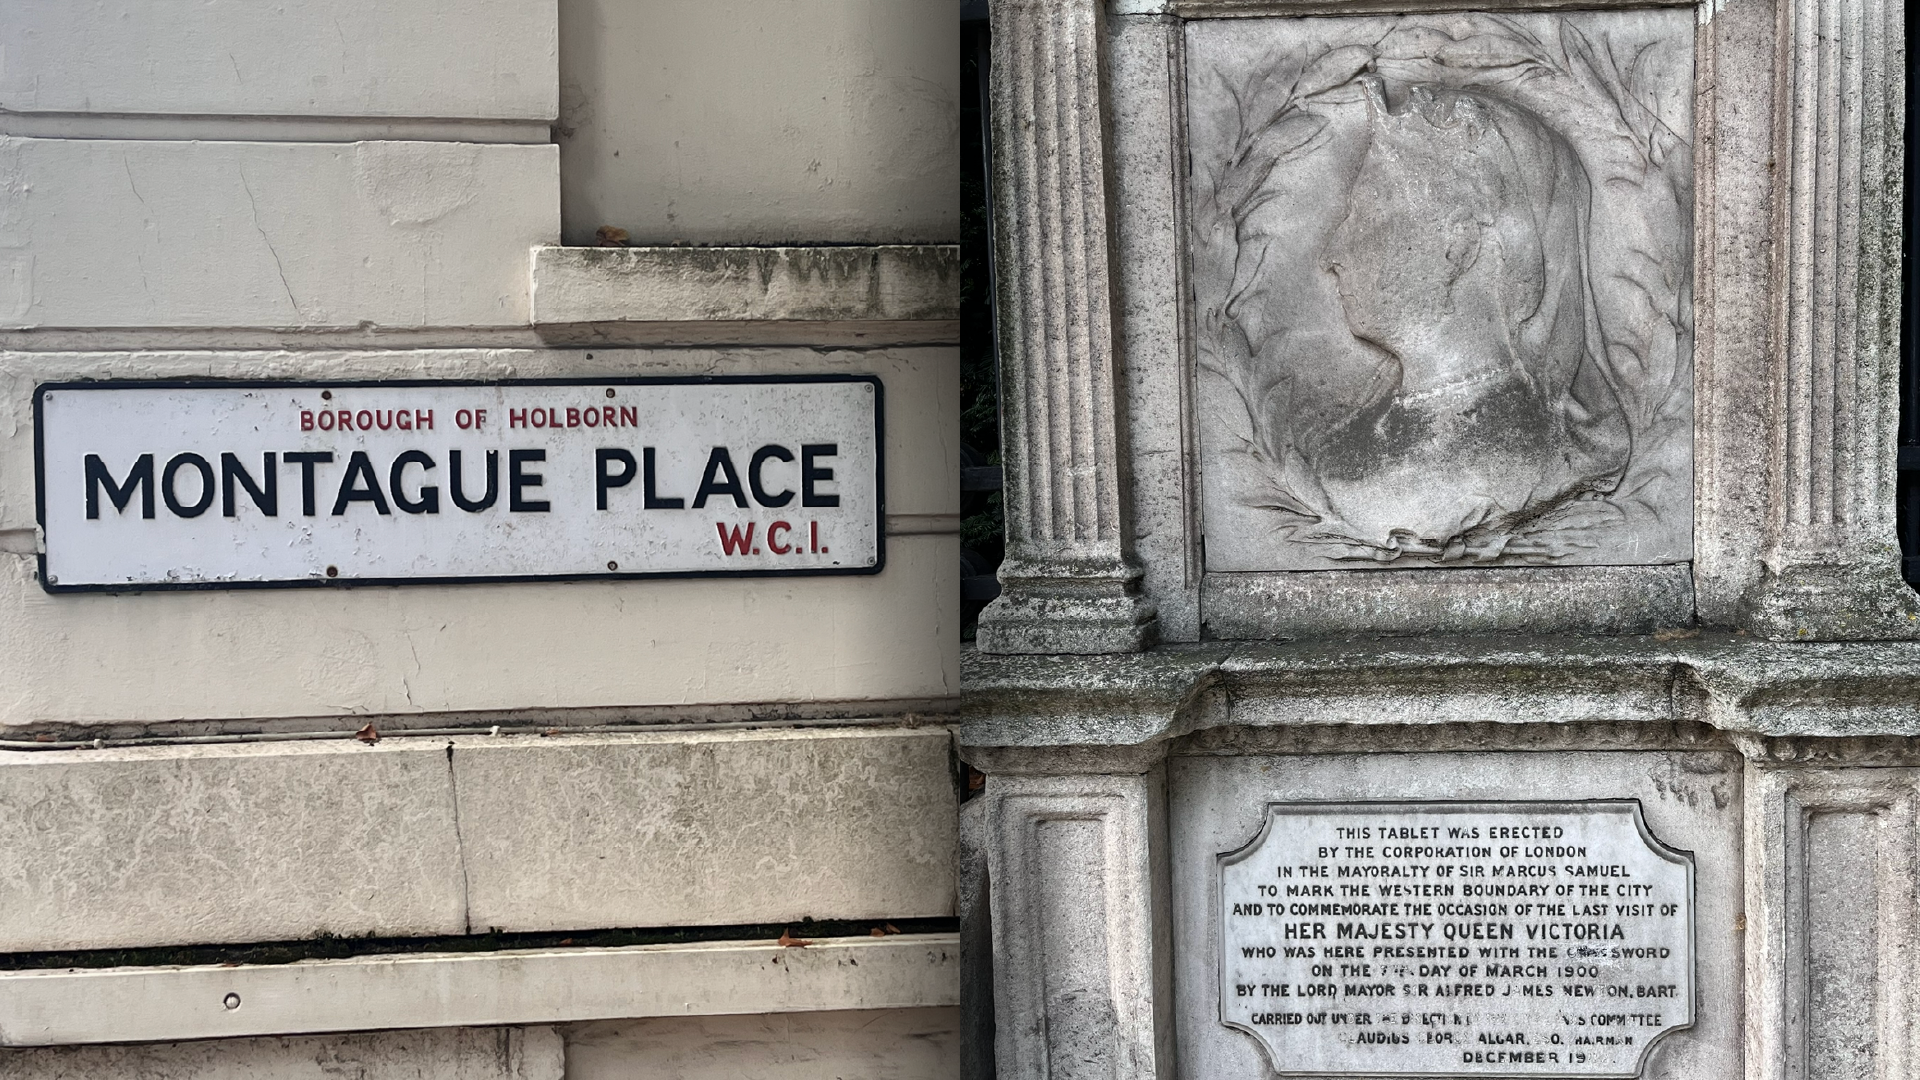 BOROUGH OF HOLBORN
MONTAGUE PLACE
W.C.1.
THIS TABLET WAS ERECTED
BY THE CORPORATION OF LONDON
IN THE MAYORALTY OF SIR MARCUS SAMUEL
TO MARK THE WESTERN BOUNDARY OF THE CITY
AND TO COMMEMORATE THE OCCASION OF THE LAST VISIT OF
HER MAJESTY QUEEN VICTORIA
WHO WAS HERE PRESENTED WITH THE SWORD
ON THE DAY OF MARCH 1900
BY THE LORD MAYOR SIR ALFRED JAMES NEWTON, BART
CARRIED OUT UNDER THE COMMITTEE
DECEMBER